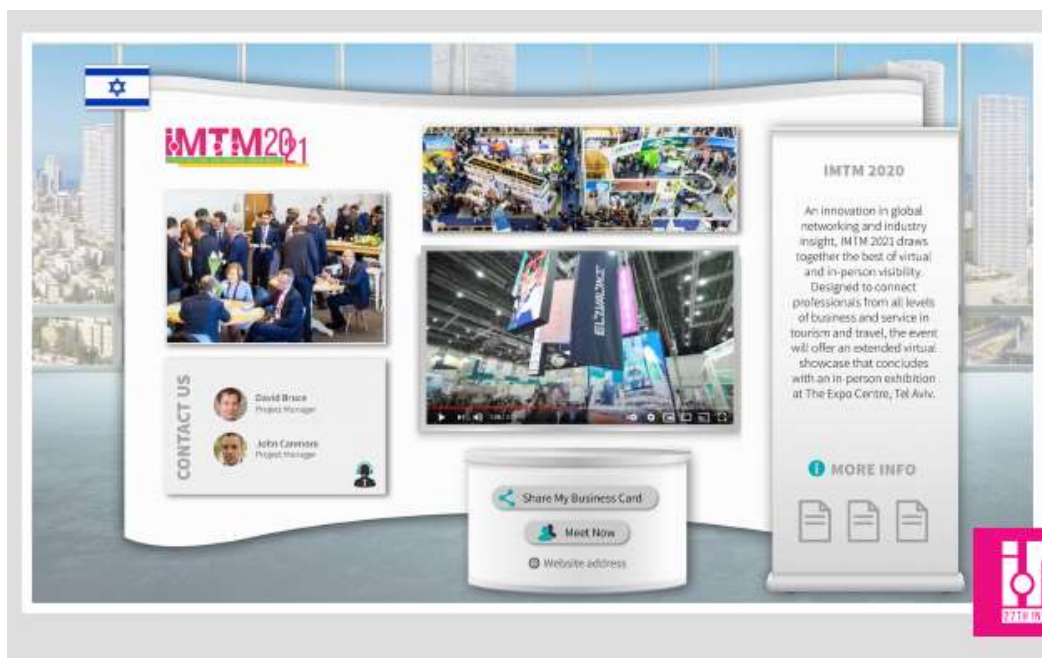 IMTM2021
CONTACT US
David Bruce
Project Manager
John Canmore
Project Manager
Share My Business Card
Meet Now
Website address
IMTM 2020
An innovation in global
networking and industry
insight, IMTM 2021 draws
together the best of virtual
and in-person visibility.
Designed to connect
professionals from all levels
of business and service in
tourism and travel, the event
will offer an extended virtual
showcase that concludes
with an in-person exhibition
at The Expo Centre, Tel Aviv.
MORE INFO
27TH IN